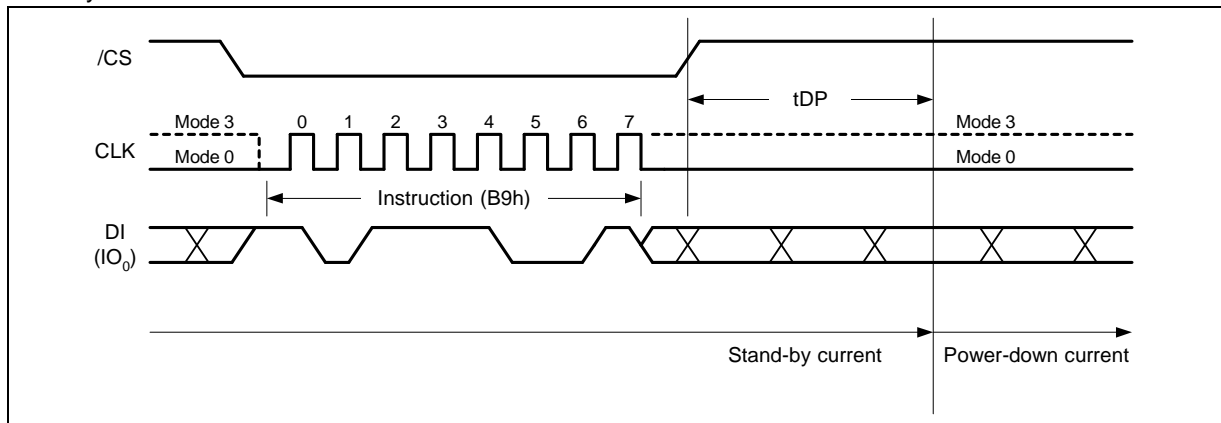 /CS
tDP
Mode 3 0 1 2 3 4 5 6 7 Mode 3
CLK
Mode 0 Mode 0
Instruction (B9h)
DI
(IO0)
Stand-by current Power-down current